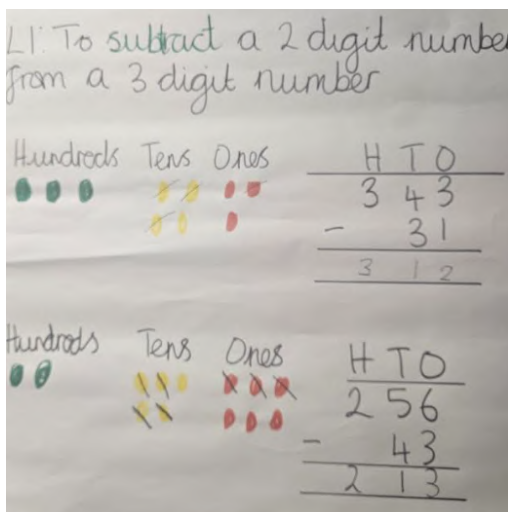 LI: To subtract a 2 digit number
from a 3 digit number
Hundreds Tens Ones H T O
3 4 3
- 3 1
3 1 2
Hundreds Tens Ones H T O
2 5 6
- 4 3
2 1 3